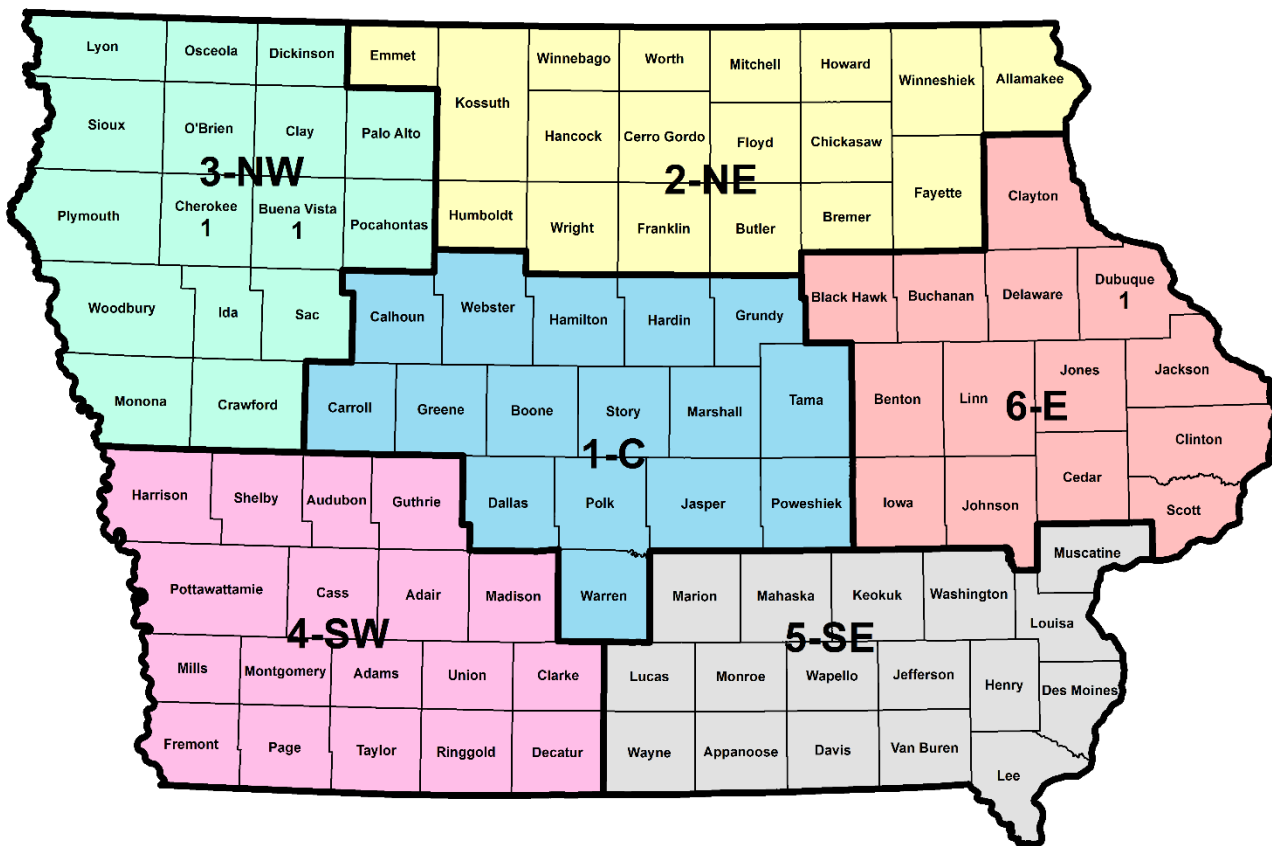 Lyon
Osceola
Dickinson
Emmet
Kossuth
Winnebago
Worth
Mitchell
Howard
Winneshiek
Allamakee
Sioux
O'Brien
Clay
Palo Alto
Hancock
Cerro Gordo
Floyd
Chickasaw
3-NW
2-NE
Plymouth
Cherokee
1
Buena Vista
1
Pocahontas
Humboldt
Wright
Franklin
Butler
Bremer
Fayette
Clayton
Woodbury
Ida
Sac
Calhoun
Webster
Hamilton
Hardin
Grundy
Black Hawk
Buchanan
Delaware
Dubuque
1
Monona
Crawford
Carroll
Greene
Boone
Story
Marshall
Tama
Benton
Linn
Jones
Jackson
1-C
6-E
Clinton
Harrison
Shelby
Audubon
Guthrie
Dallas
Polk
Jasper
Poweshiek
Iowa
Johnson
Cedar
Scott
Muscatine
Pottawattamie
Cass
Adair
Madison
Warren
Marion
Mahaska
Keokuk
Washington
Louisa
4-SW
5-SE
Mills
Montgomery
Adams
Union
Clarke
Lucas
Monroe
Wapello
Jefferson
Henry
Des Moines
Fremont
Page
Taylor
Ringgold
Decatur
Wayne
Appanoose
Davis
Van Buren
Lee